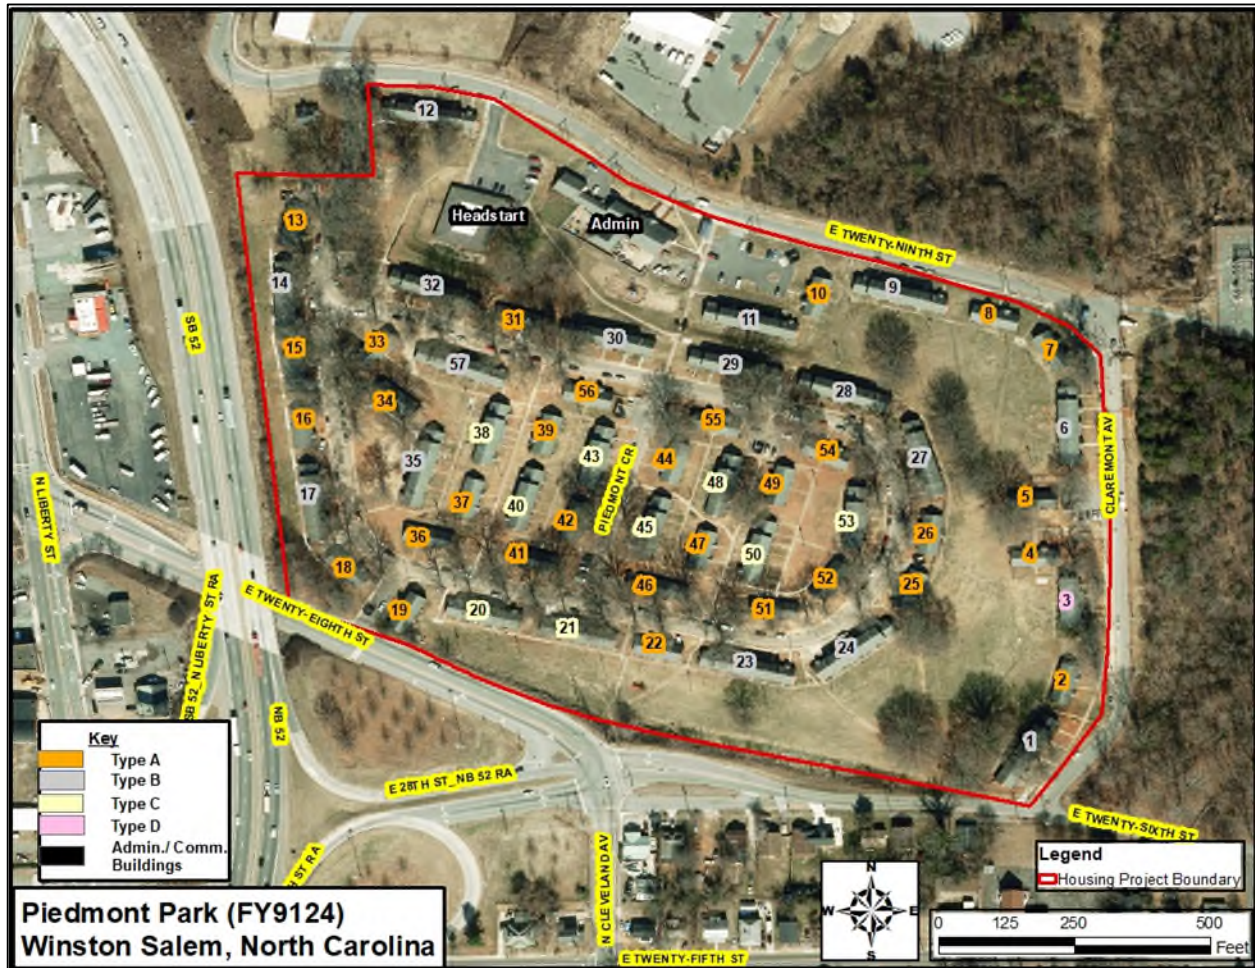 12
13
Headstart
Admin
E TWENTY-NINTH ST
14
32
10
9
8
31
11
7
SB 52
15
33
30
57
29
28
56
34
6
16
38
39
43
55
44
54
27
35
48
49
17
37
40
42
PIEDMONT CR
45
53
5
CLAREMONT AV
N LIBERTY ST
36
41
47
50
26
4
18
46
52
25
E TWENTY-EIGHTH ST
19
20
51
3
21
22
23
24
SB 52_N LIBERTY ST RA
2
NB 52
1
Key
Type A
Type B
Type C
Type D
Admin./ Comm.
Buildings
E 28TH ST_NB 52 RA
E TWENTY-SIXTH ST
H ST RA
N CLEVELAND AV
N
W E
S
Legend
Housing Project Boundary
0 125 250 500
Feet
Piedmont Park (FY9124)
Winston Salem, North Carolina
E TWENTY-FIFTH ST